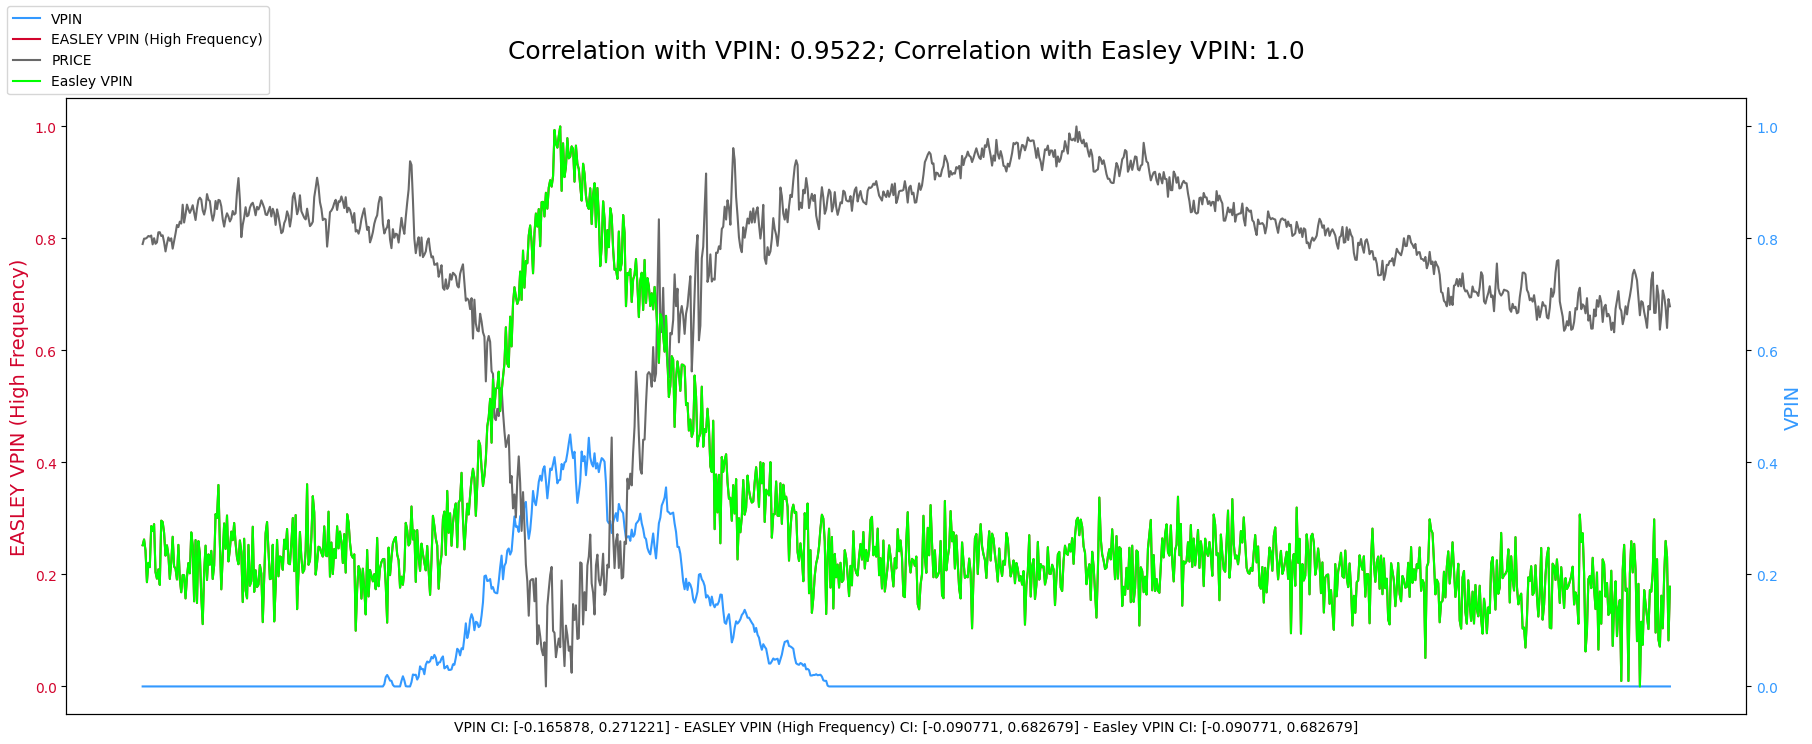 VPIN
EASLEY VPIN (High Frequency)
PRICE
Easley VPIN
Correlation with VPIN: 0.9522; Correlation with Easley VPIN: 1.0
EASLEY VPIN (High Frequency)
1.0
0.8
0.6
0.4
0.2
0.0
1.0
0.8
0.6
0.4
0.2
0.0
VPIN
VPIN CI: [-0.165878, 0.271221] - EASLEY VPIN (High Frequency) CI: [-0.090771, 0.682679] - Easley VPIN CI: [-0.090771, 0.682679]